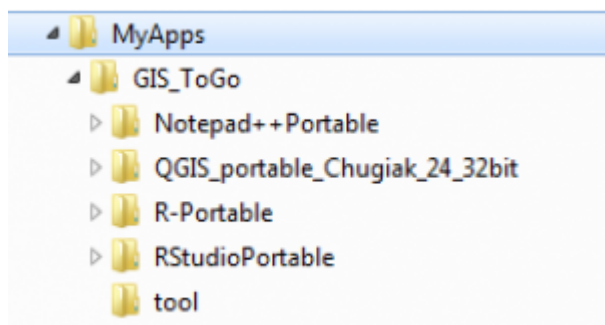 MyApps
GIS_ToGo
Notepad++Portable
QGIS_portable_Chugiak_24_32bit
R-Portable
RStudioPortable
tool